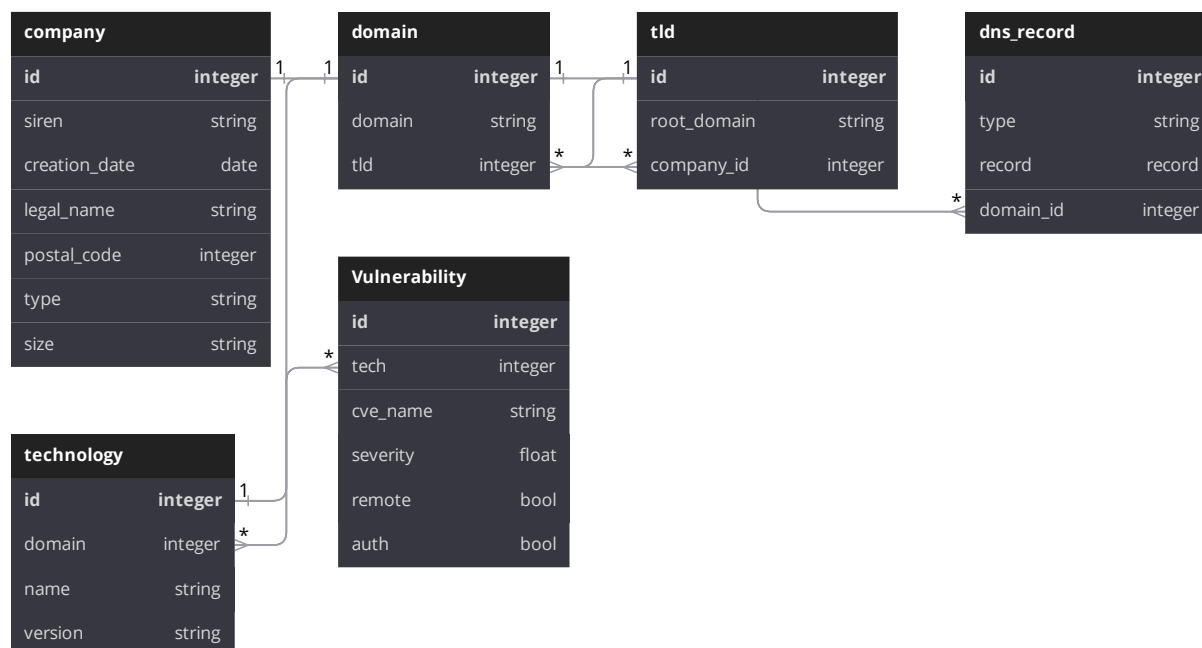 company
id integer
siren string
creation_date date
legal_name string
postal_code integer
type string
size string
1 1
domain
id integer
domain string
tld integer
1 1
* *
tld
id integer
root_domain string
company_id integer
*
dns_record
id integer
type string
record record
domain_id integer
Vulnerability
id integer
tech integer
cve_name string
severity float
remote bool
auth bool
*
technology
id integer
domain integer
name string
version string
1
*